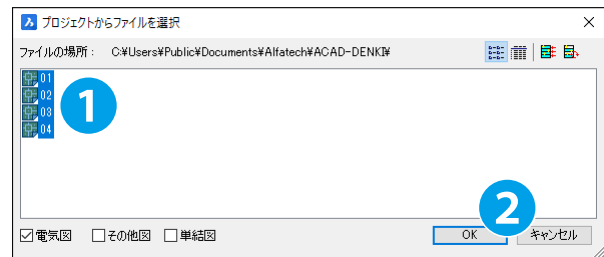 プロジェクトからファイルを選択
ファイルの場所： C:¥Users¥Public¥Documents¥Alfatech¥ACAD-DENKI¥
01
02
03
04
1
2
電気図 その他図 単結図 OK キャンセル